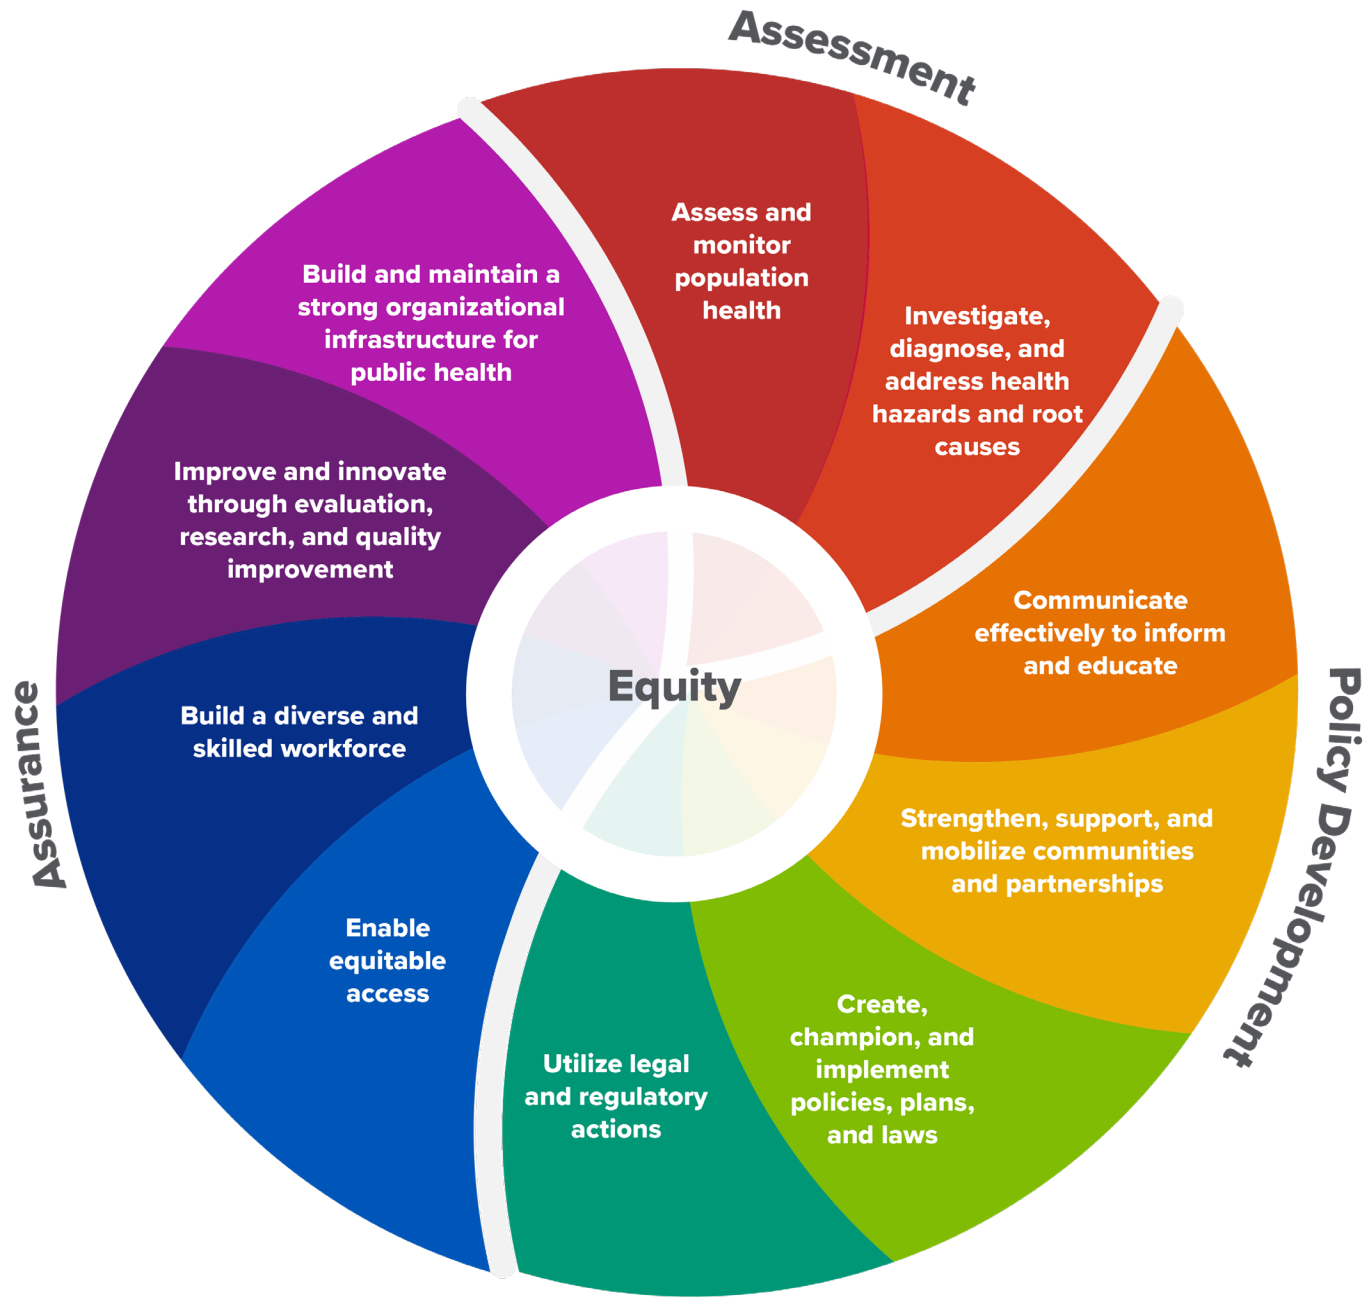 Assessment
Assess and
monitor
population
health
Investigate,
diagnose, and
address health
hazards and root
causes
Policy Development
Communicate
effectively to inform
and educate
Strengthen, support, and
mobilize communities
and partnerships
Create,
champion, and
implement
policies, plans,
and laws
Utilize legal
and regulatory
actions
Assurance
Enable
equitable
access
Build a diverse and
skilled workforce
Improve and innovate
through evaluation,
research, and quality
improvement
Build and maintain a
strong organizational
infrastructure for
public health
Equity